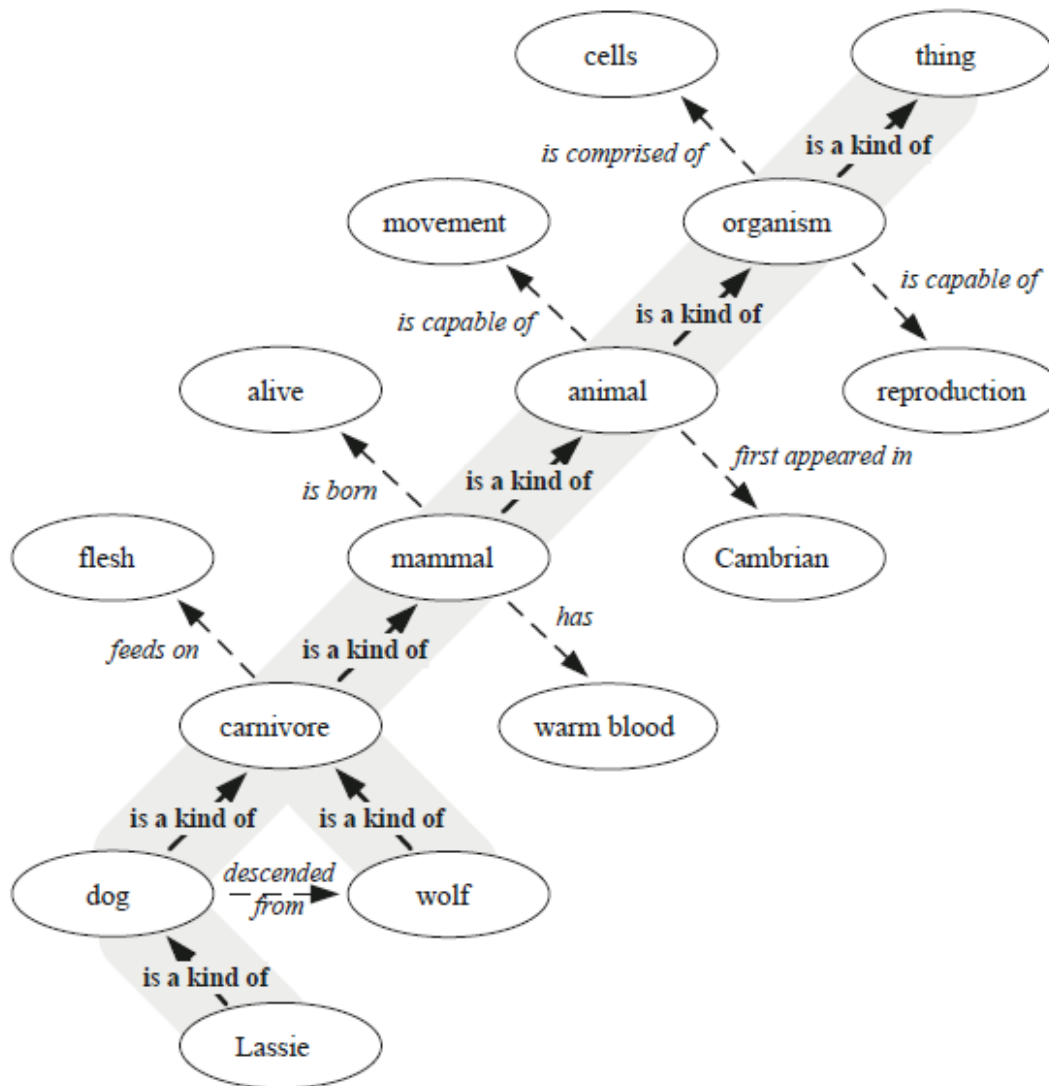 cells
thing
is comprised of
is a kind of
movement
organism
is capable of
is a kind of
is capable of
alive
animal
reproduction
is born
is a kind of
first appeared in
flesh
mammal
Cambrian
feeds on
is a kind of
has
carnivore
warm blood
is a kind of
is a kind of
dog
descended
from
wolf
is a kind of
Lassie